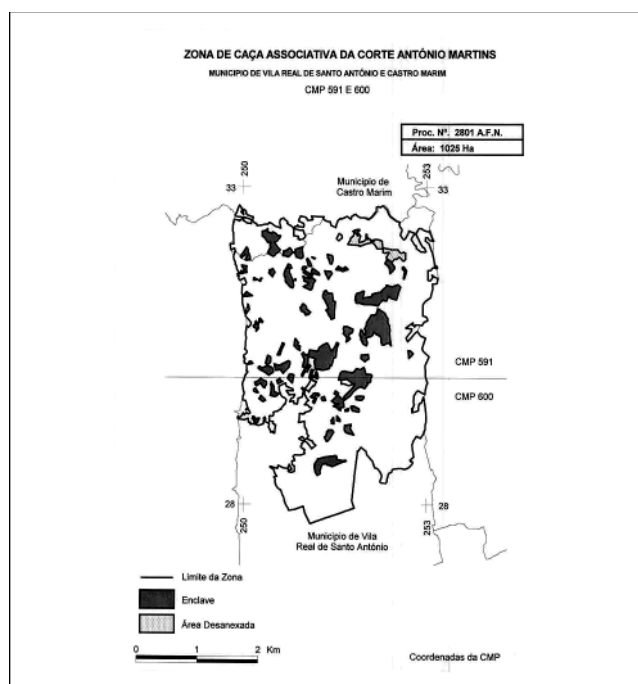 ZONA DE CAÇA ASSOCIATIVA DA CORTE ANTÓNIO MARTINS
MUNICIPIO DE VILA REAL DE SANTO ANTÓNIO E CASTRO MARIM
CMP 591 E 600
Proc. Nº. 2801 A.F.N.
Área: 1025 Ha
250
253
33
Municipio de
Castro Marim
33
CMP 591
CMP 600
28
28
250
253
Municipio de Vila
Real de Santo António
Limite da Zona
Enclave
Área Desanexada
0 1 2 Km
Coordenadas da CMP